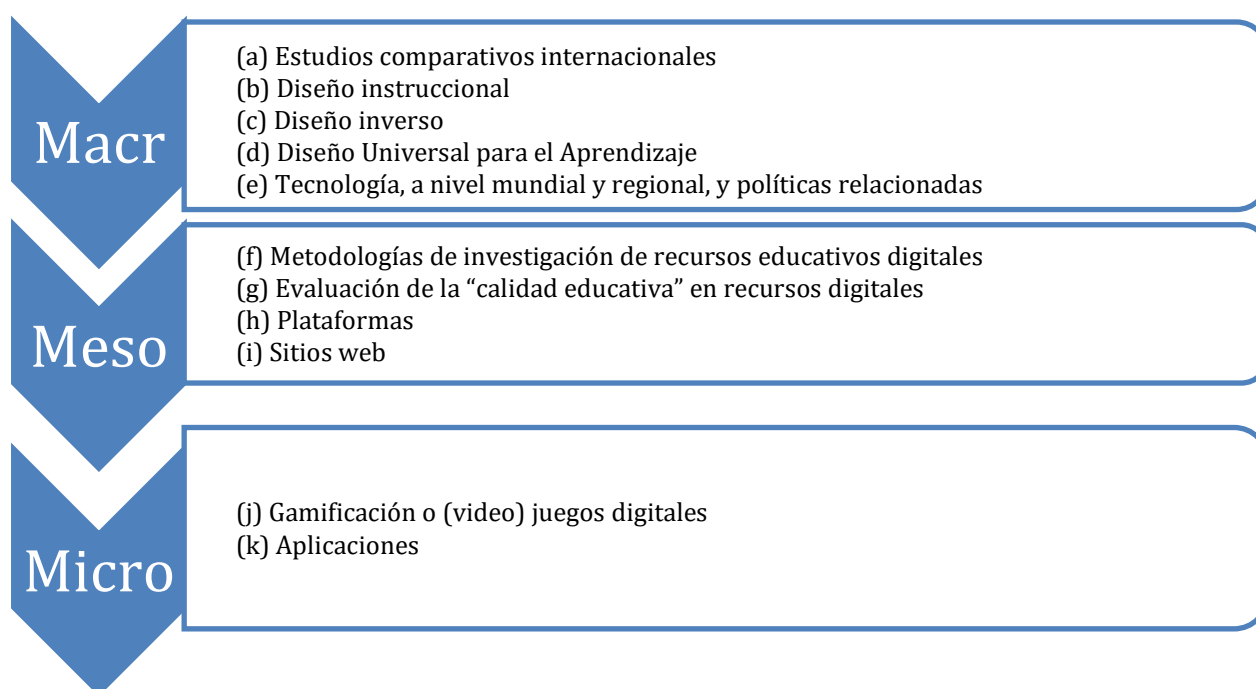 Macr
(a) Estudios comparativos internacionales
(b) Diseño instruccional
(c) Diseño inverso
(d) Diseño Universal para el Aprendizaje
(e) Tecnología, a nivel mundial y regional, y políticas relacionadas
Meso
(f) Metodologías de investigación de recursos educativos digitales
(g) Evaluación de la “calidad educativa” en recursos digitales
(h) Plataformas
(i) Sitios web
Micro
(j) Gamificación o (video) juegos digitales
(k) Aplicaciones